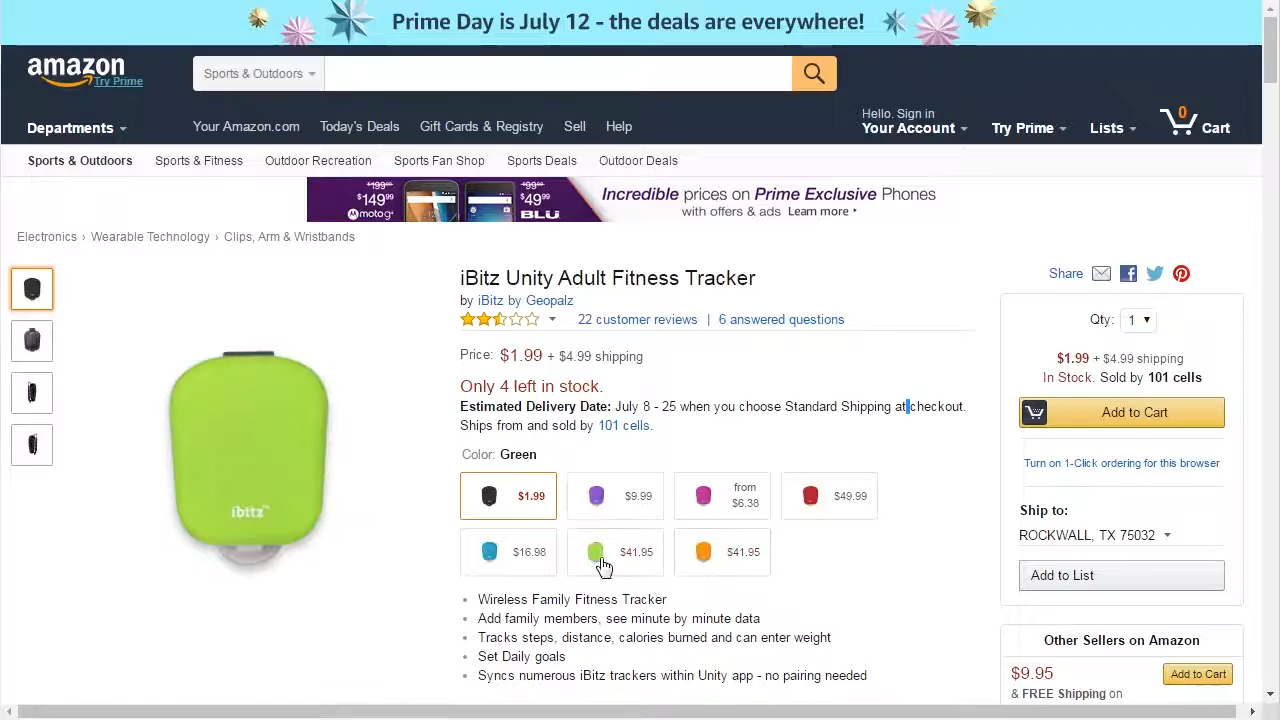 Prime Day is July 12 - the deals are everywhere!
amazon
Try Prime
Sports & Outdoors
Hello. Sign in
Departments
Your Amazon.com Today's Deals Gift Cards & Registry Sell Help
Your Account Try Prime Lists 0 Cart
Sports & Outdoors Sports & Fitness Outdoor Recreation Sports Fan Shop Sports Deals Outdoor Deals
$199.99 $149.99 motog
$99.99 $49.99 BLU
Incredible prices on Prime Exclusive Phones
with offers & ads Learn more
Electronics › Wearable Technology › Clips, Arm & Wristbands
ibitz™
iBitz Unity Adult Fitness Tracker
by iBitz by Geopalz
22 customer reviews | 6 answered questions
Price: $1.99 + $4.99 shipping
Only 4 left in stock.
Estimated Delivery Date: July 8 - 25 when you choose Standard Shipping at checkout.
Ships from and sold by 101 cells.
Color: Green
$1.99 $9.99 from $6.38 $49.99
$16.98 $41.95 $41.95
• Wireless Family Fitness Tracker
• Add family members, see minute by minute data
• Tracks steps, distance, calories burned and can enter weight
• Set Daily goals
• Syncs numerous iBitz trackers within Unity app - no pairing needed
Share
Qty: 1
$1.99 + $4.99 shipping
In Stock. Sold by 101 cells
Add to Cart
Turn on 1-Click ordering for this browser
Ship to:
ROCKWALL, TX 75032
Add to List
Other Sellers on Amazon
$9.95 Add to Cart
& FREE Shipping on